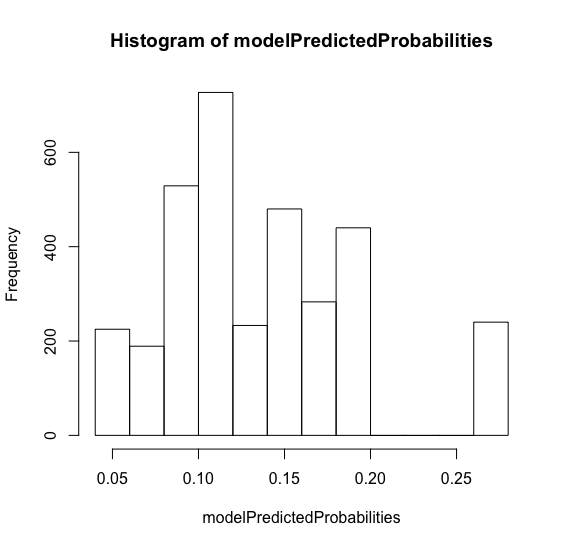 Histogram of modelPredictedProbabilities
Frequency
600
400
200
0
0.05 0.10 0.15 0.20 0.25
modelPredictedProbabilities